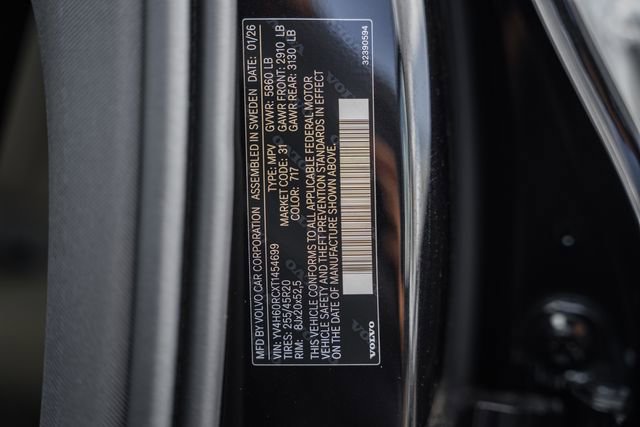 MFD BY VOLVO CAR CORPORATION ASSEMBLED IN SWEDEN DATE: 01/26
VIN: YV4H60RCXT1454699 TYPE: MPV GVWR: 5860 LB
TIRES: 255/45R20 MARKET CODE: 31 GAWR FRONT: 2910 LB
RIM: 8Jx20x52,5 COLOR: 717 GAWR REAR: 3130 LB
THIS VEHICLE CONFORMS TO ALL APPLICABLE FEDERAL MOTOR
VEHICLE SAFETY AND THEFT PREVENTION STANDARDS IN EFFECT
ON THE DATE OF MANUFACTURE SHOWN ABOVE.
VOLVO 32390594